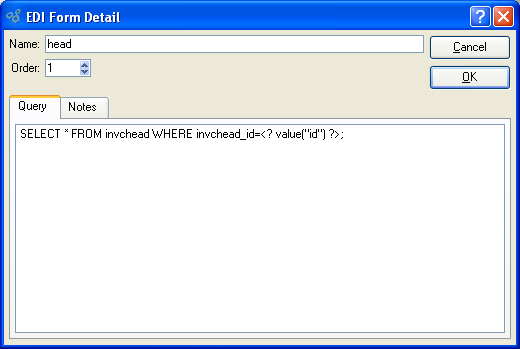 EDI Form Detail
Name: head
Cancel
Order: 1
OK
Query Notes
SELECT * FROM invchead WHERE invchead_id=<? value("id") ?>;